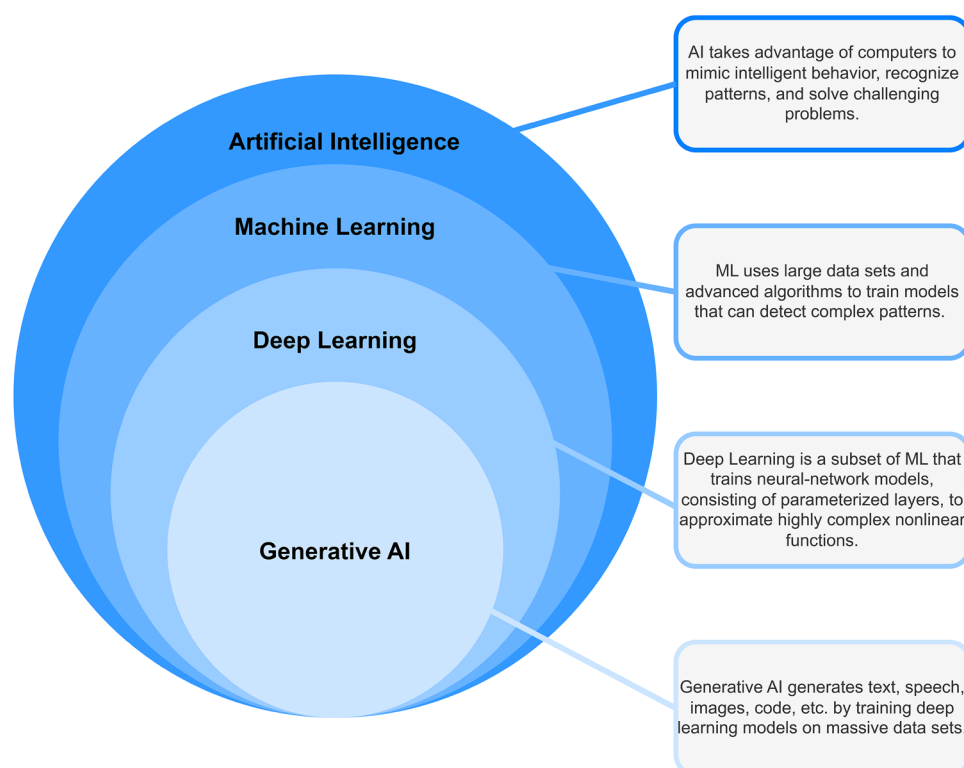 AI takes advantage of computers to
mimic intelligent behavior, recognize
patterns, and solve challenging
problems.
Artificial Intelligence
Machine Learning
ML uses large data sets and
advanced algorithms to train models
that can detect complex patterns.
Deep Learning
Deep Learning is a subset of ML that
trains neural-network models,
consisting of parameterized layers, to
approximate highly complex nonlinear
functions.
Generative AI
Generative AI generates text, speech,
images, code, etc. by training deep
learning models on massive data sets.